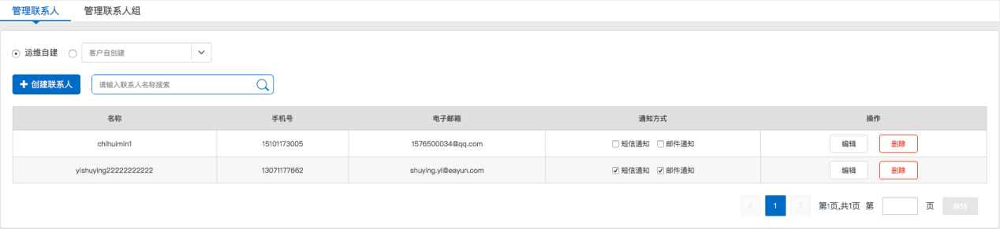 管理联系人 管理联系人组
运维自建 客户自创建
创建联系人 请输入联系人名称搜索
名称 手机号 电子邮箱 通知方式 操作
chihuimin1 15101173005 1576500034@qq.com 短信通知 邮件通知 编辑 删除
yishuying22222222222 13071177662 shuying.yi@eayun.com 短信通知 邮件通知 编辑 删除
< 1 > 第1页,共1页 第 页 跳转